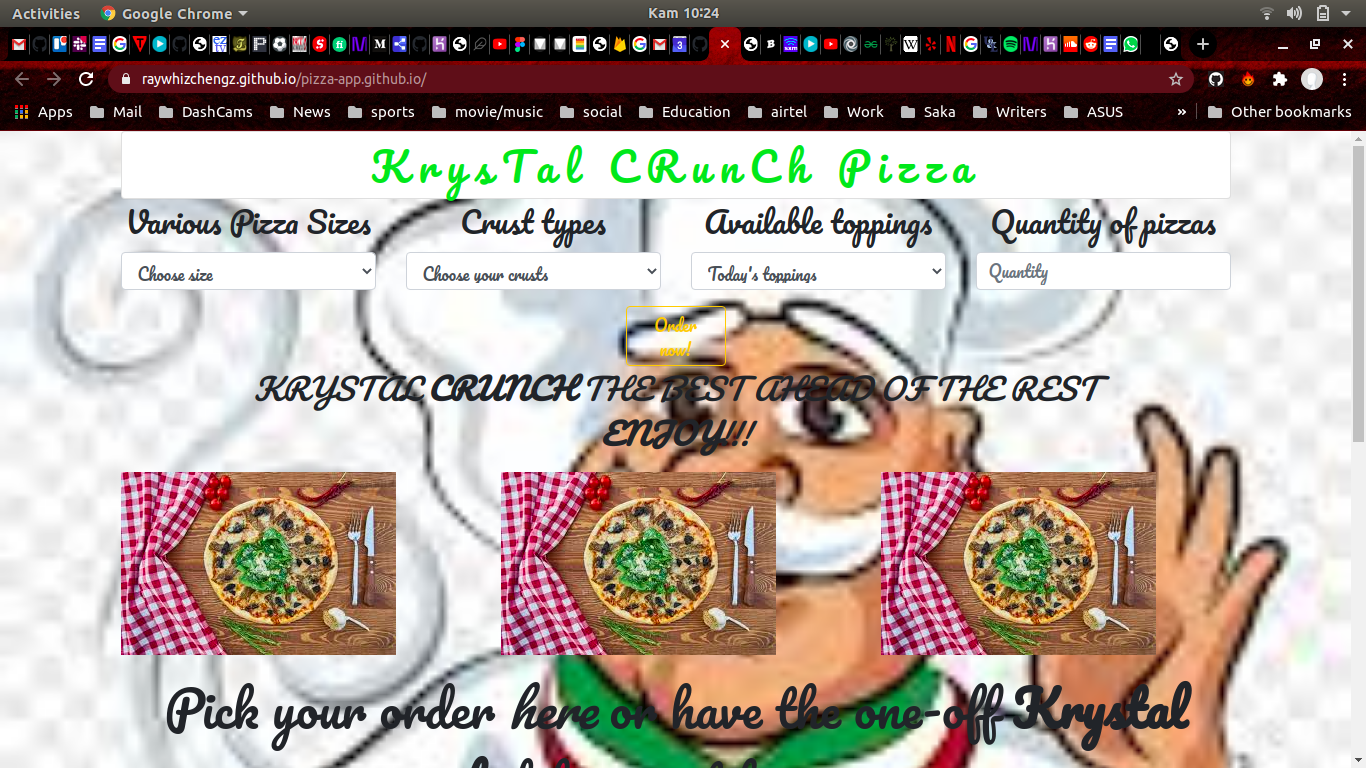 Activities Google Chrome Kam 10:24
raywhizchengz.github.io/pizza-app.github.io/
Apps Mail DashCams News sports movie/music social Education airtel Work Saka Writers ASUS » Other bookmarks
KrysTal CRunCh Pizza
Various Pizza Sizes Crust types Available toppings Quantity of pizzas
Choose size Choose your crusts Today's toppings Quantity
Order
now!
KRYSTAL CRUNCH THE BEST AHEAD OF THE REST
ENJOY!!!
Pick your order here or have the one-off-Krystal